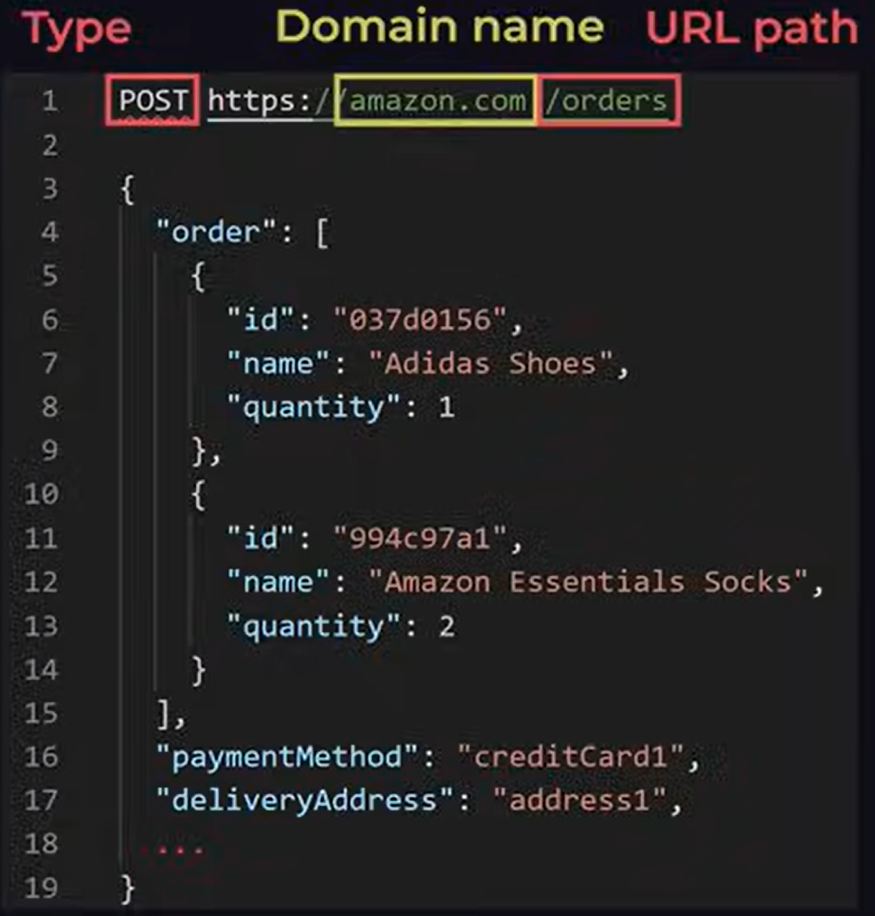 Type Domain name URL path
1 POST https://amazon.com/orders
2
3 {
4 "order": [
5 {
6 "id": "037d0156",
7 "name": "Adidas Shoes",
8 "quantity": 1
9 },
10 {
11 "id": "994c97a1",
12 "name": "Amazon Essentials Socks",
13 "quantity": 2
14 }
15 ],
16 "paymentMethod": "creditCard1",
17 "deliveryAddress": "address1",
18 ....
19 }